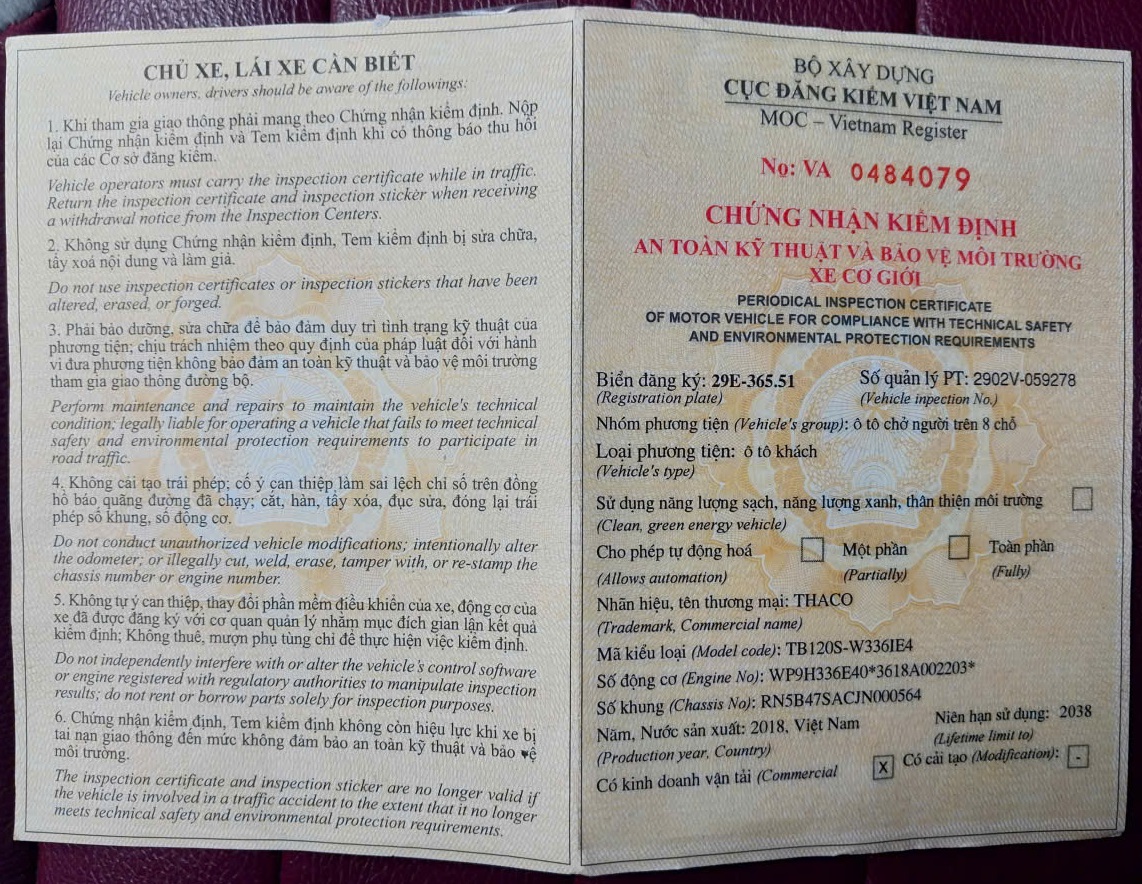 CHỦ XE, LÁI XE CẦN BIẾT
Vehicle owners, drivers should be aware of the followings:
1. Khi tham gia giao thông phải mang theo Chứng nhận kiểm định. Nộp
lại Chứng nhận kiểm định và Tem kiểm định khi có thông báo thu hồi
của các Cơ sở đăng kiểm.
Vehicle operators must carry the inspection certificate while in traffic.
Return the inspection certificate and inspection sticker when receiving
a withdrawal notice from the Inspection Centers.
2. Không sử dụng Chứng nhận kiểm định, Tem kiểm định bị sửa chữa,
tẩy xoá nội dung và làm giả.
Do not use inspection certificates or inspection stickers that have been
altered, erased, or forged.
3. Phải bảo dưỡng, sửa chữa để bảo đảm duy trì tình trạng kỹ thuật của
phương tiện; chịu trách nhiệm theo quy định của pháp luật đối với hành
vi đưa phương tiện không bảo đảm an toàn kỹ thuật và bảo vệ môi trường
tham gia giao thông đường bộ.
Perform maintenance and repairs to maintain the vehicle's technical
condition; legally liable for operating a vehicle that fails to meet technical
safety and environmental protection requirements to participate in
road traffic.
4. Không cải tạo trái phép; cố ý can thiệp làm sai lệch chỉ số trên đồng
hồ báo quãng đường đã chạy; cắt, hàn, tẩy xóa, đục sửa, đóng lại trái
phép số khung, số động cơ.
Do not conduct unauthorized vehicle modifications; intentionally alter
the odometer; or illegally cut, weld, erase, tamper with, or re-stamp the
chassis number or engine number.
5. Không tự ý can thiệp, thay đổi phần mềm điều khiển của xe, động cơ của
xe đã được đăng ký với cơ quan quản lý nhằm mục đích gian lận kết quả
kiểm định; Không thuê, mượn phụ tùng chỉ để thực hiện việc kiểm định.
Do not independently interfere with or alter the vehicle's control software
or engine registered with regulatory authorities to manipulate inspection
results; do not rent or borrow parts solely for inspection purposes.
6. Chứng nhận kiểm định, Tem kiểm định không còn hiệu lực khi xe bị
tai nạn giao thông đến mức không đảm bảo an toàn kỹ thuật và bảo vệ
môi trường.
The inspection certificate and inspection sticker are no longer valid if
the vehicle is involved in a traffic accident to the extent that it no longer
meets technical safety and environmental protection requirements.
BỘ XÂY DỰNG
CỤC ĐĂNG KIỂM VIỆT NAM
MOC – Vietnam Register
No: VA 0484079
CHỨNG NHẬN KIỂM ĐỊNH
AN TOÀN KỸ THUẬT VÀ BẢO VỆ MÔI TRƯỜNG
XE CƠ GIỚI
PERIODICAL INSPECTION CERTIFICATE
OF MOTOR VEHICLE FOR COMPLIANCE WITH TECHNICAL SAFETY
AND ENVIRONMENTAL PROTECTION REQUIREMENTS
Biển đăng ký: 29E-365.51 Số quản lý PT: 2902V-059278
(Registration plate) (Vehicle inpection No.)
Nhóm phương tiện (Vehicle's group): ô tô chở người trên 8 chỗ
Loại phương tiện: ô tô khách
(Vehicle's type)
Sử dụng năng lượng sạch, năng lượng xanh, thân thiện môi trường
(Clean, green energy vehicle)
Cho phép tự động hoá Một phần Toàn phần
(Allows automation) (Partially) (Fully)
Nhãn hiệu, tên thương mại: THACO
(Trademark, Commercial name)
Mã kiểu loại (Model code): TB120S-W336IE4
Số động cơ (Engine No): WP9H336E40*3618A002203*
Số khung (Chassis No): RN5B47SACJN000564
Năm, Nước sản xuất: 2018, Việt Nam Niên hạn sử dụng: 2038
(Production year, Country) (Lifetime limit to)
Có kinh doanh vận tải (Commercial X Có cải tạo (Modification): -